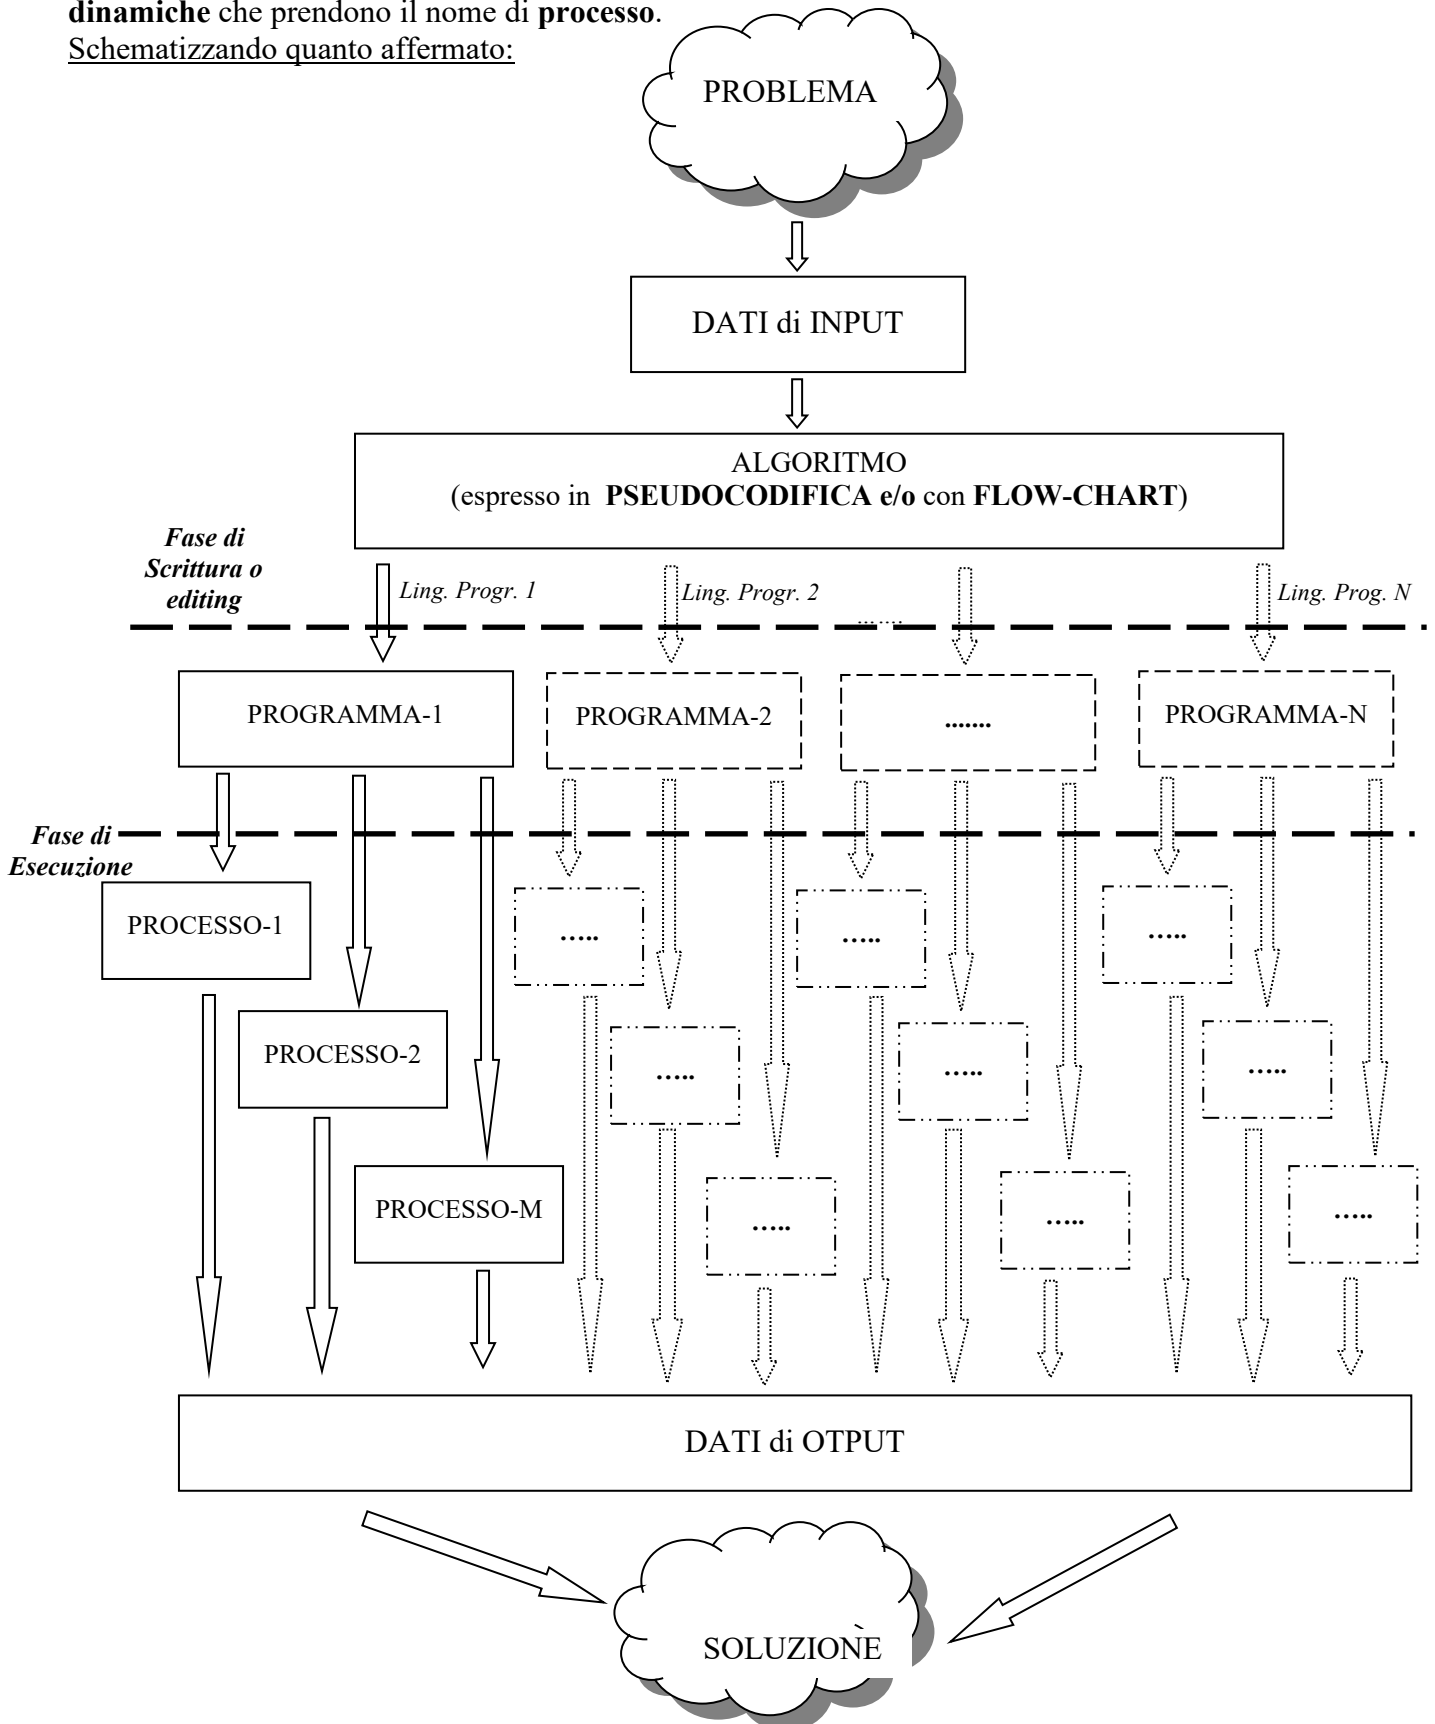 dinamiche che prendono il nome di processo.
Schematizzando quanto affermato:
PROBLEMA
DATI di INPUT
ALGORITMO
(espresso in PSEUDOCODIFICA e/o con FLOW-CHART)
Fase di
Scrittura o
editing
Ling. Progr. 1
Ling. Progr. 2
........
Ling. Prog. N
PROGRAMMA-1
PROGRAMMA-2
.......
PROGRAMMA-N
Fase di
Esecuzione
PROCESSO-1
…..
…..
…..
PROCESSO-2
…..
…..
…..
PROCESSO-M
…..
…..
…..
DATI di OTPUT
SOLUZIONE